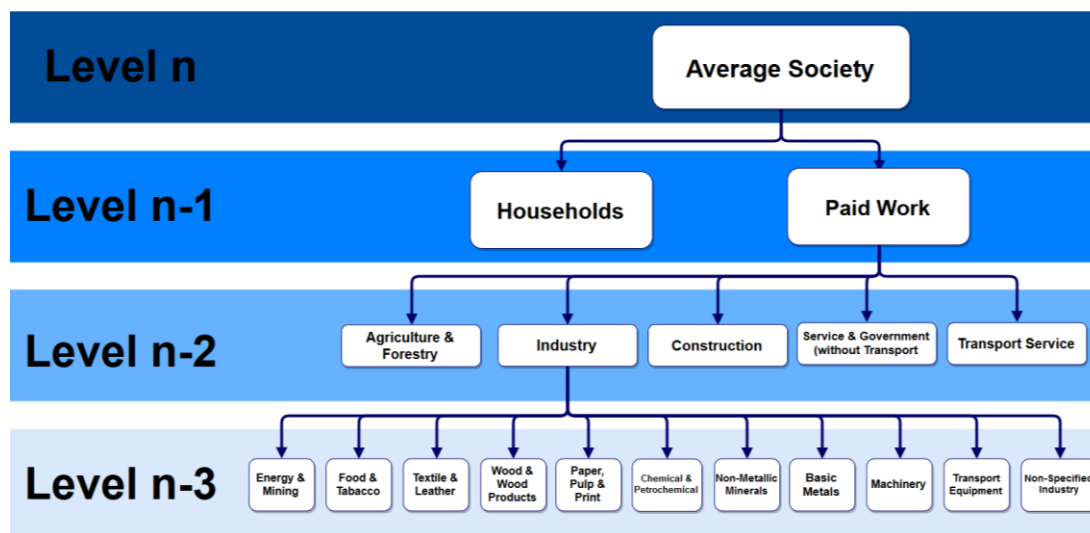 Level n
Average Society
Level n-1
Households
Paid Work
Level n-2
Agriculture &
Forestry
Industry
Construction
Service & Government
(without Transport
Transport Service
Level n-3
Energy &
Mining
Food &
Tobacco
Textile &
Leather
Wood &
Wood
Products
Paper,
Pulp &
Print
Chemical &
Petrochemical
Non-Metallic
Minerals
Basic
Metals
Machinery
Transport
Equipment
Non-Specified
Industry